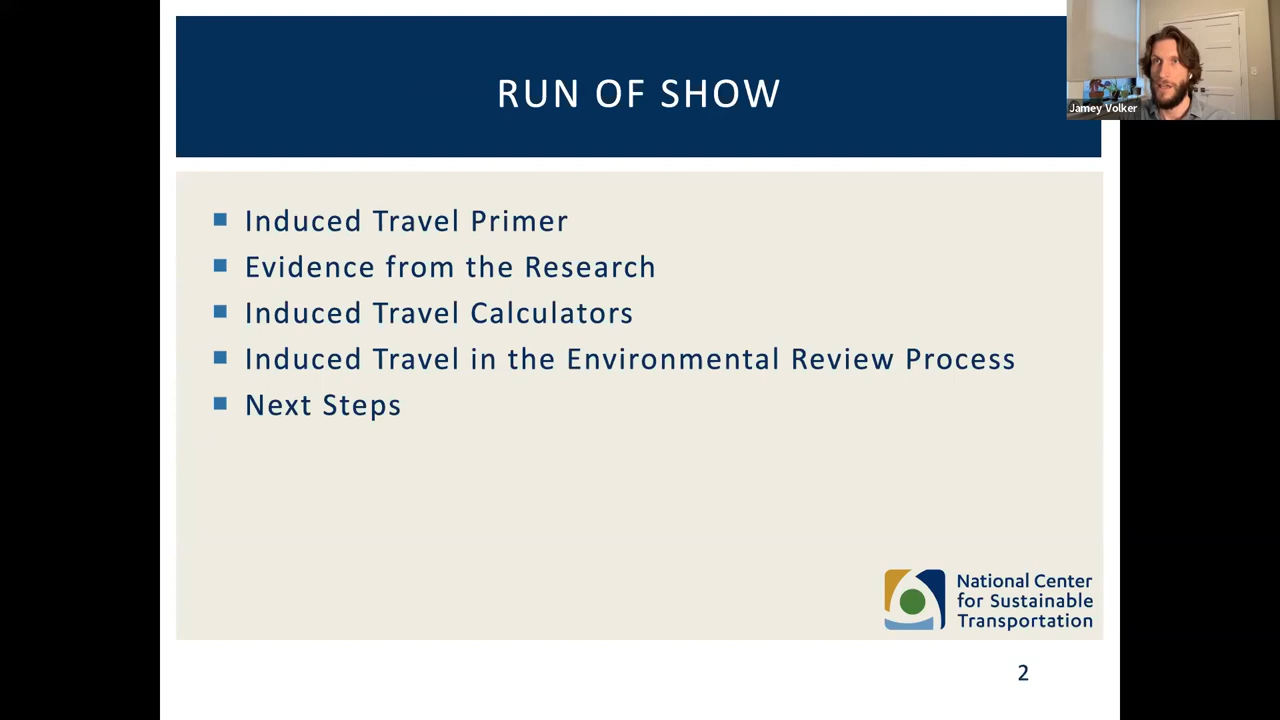 RUN OF SHOW
Jamey Volker
Induced Travel Primer
Evidence from the Research
Induced Travel Calculators
Induced Travel in the Environmental Review Process
Next Steps
National Center
for Sustainable
Transportation
2